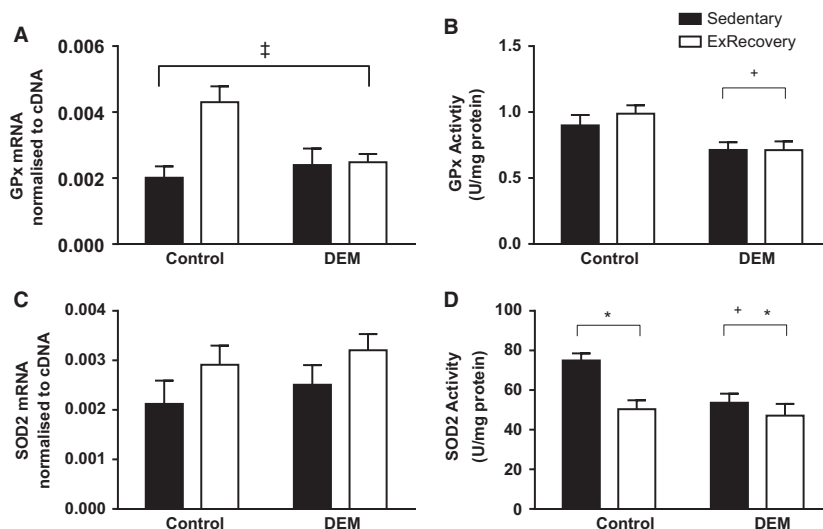 Sedentary
ExRecovery
A
GPx mRNA
normalised to cDNA
0.006
0.004
0.002
0.000
‡
Control
DEM
B
GPx Activtiy
(U/mg protein)
1.5
1.0
0.5
0.0
+
Control
DEM
C
SOD2 mRNA
normalised to cDNA
0.004
0.003
0.002
0.001
0.000
Control
DEM
D
SOD2 Activity
(U/mg protein)
100
80
60
40
20
0
*
+ *
Control
DEM